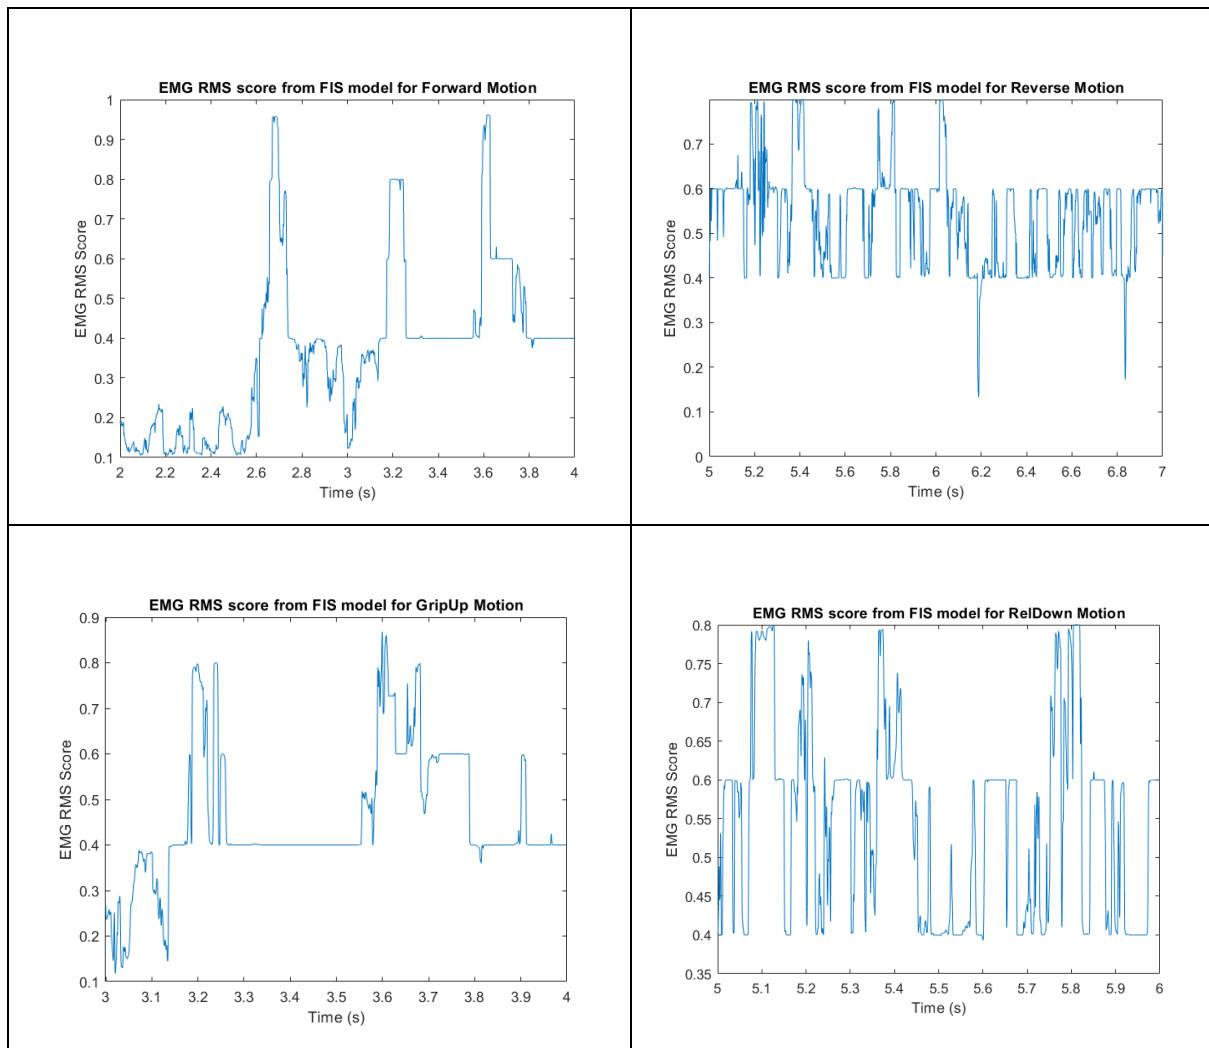 EMG RMS score from FIS model for Forward Motion
1
0.9
0.8
0.7
0.6
0.5
0.4
0.3
0.2
0.1
EMG RMS Score
2 2.2 2.4 2.6 2.8 3 3.2 3.4 3.6 3.8 4
Time (s)
EMG RMS score from FIS model for Reverse Motion
0.7
0.6
0.5
0.4
0.3
0.2
0.1
0
EMG RMS Score
5 5.2 5.4 5.6 5.8 6 6.2 6.4 6.6 6.8 7
Time (s)
EMG RMS score from FIS model for GripUp Motion
0.9
0.8
0.7
0.6
0.5
0.4
0.3
0.2
0.1
EMG RMS Score
3 3.1 3.2 3.3 3.4 3.5 3.6 3.7 3.8 3.9 4
Time (s)
EMG RMS score from FIS model for RelDown Motion
0.8
0.75
0.7
0.65
0.6
0.55
0.5
0.45
0.4
0.35
EMG RMS Score
5 5.1 5.2 5.3 5.4 5.5 5.6 5.7 5.8 5.9 6
Time (s)